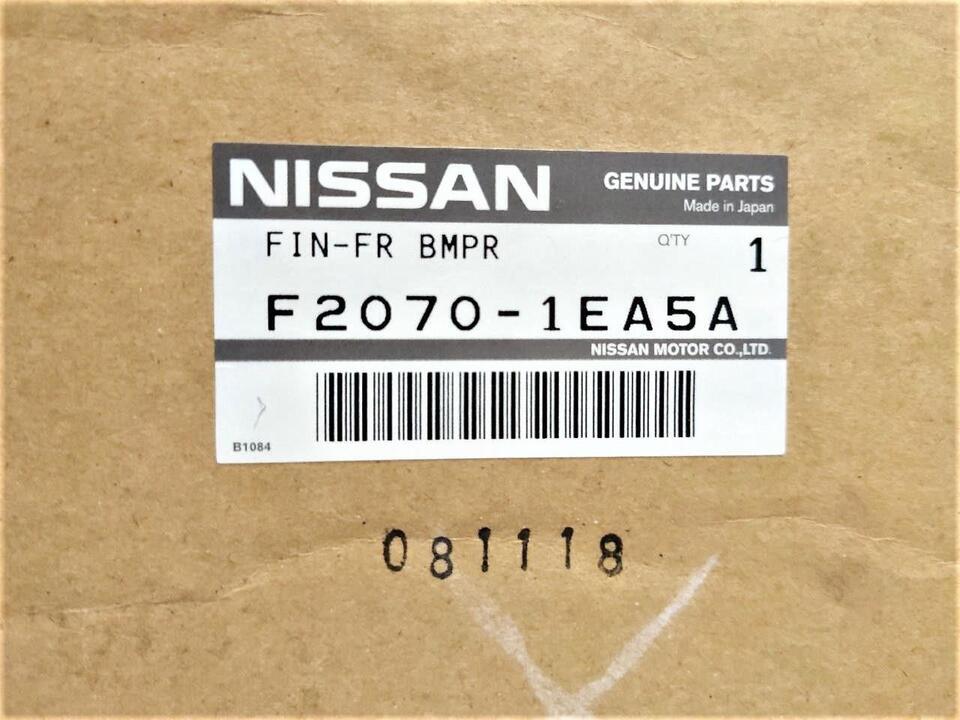 NISSAN
GENUINE PARTS
Made in Japan
FIN-FR BMPR
Q'TY
1
F2070-1EA5A
NISSAN MOTOR CO.,LTD.
B1084
081118